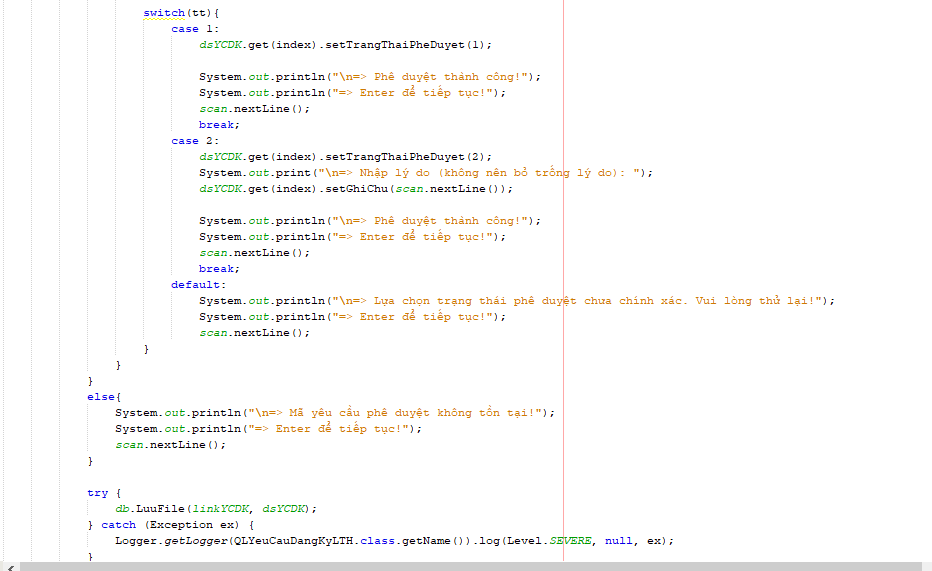 switch(tt){
case 1:
dsYCDK.get(index).setTrangThaiPheDuyet(1);
System.out.println("\n=> Phê duyệt thành công!");
System.out.println("=> Enter để tiếp tục!");
scan.nextLine();
break;
case 2:
dsYCDK.get(index).setTrangThaiPheDuyet(2);
System.out.print("\n=> Nhập lý do (không nên bỏ trống lý do): ");
dsYCDK.get(index).setGhiChu(scan.nextLine());
System.out.println("\n=> Phê duyệt thành công!");
System.out.println("=> Enter để tiếp tục!");
scan.nextLine();
break;
default:
System.out.println("\n=> Lựa chọn trạng thái phê duyệt chưa chính xác. Vui lòng thử lại!");
System.out.println("=> Enter để tiếp tục!");
scan.nextLine();
}
}
}
else{
System.out.println("\n=> Mã yêu cầu phê duyệt không tồn tại!");
System.out.println("=> Enter để tiếp tục!");
scan.nextLine();
}
try {
db.LuuFile(linkYCDK, dsYCDK);
} catch (Exception ex) {
Logger.getLogger(QLYeuCauDangKyLTH.class.getName()).log(Level.SEVERE, null, ex);
}